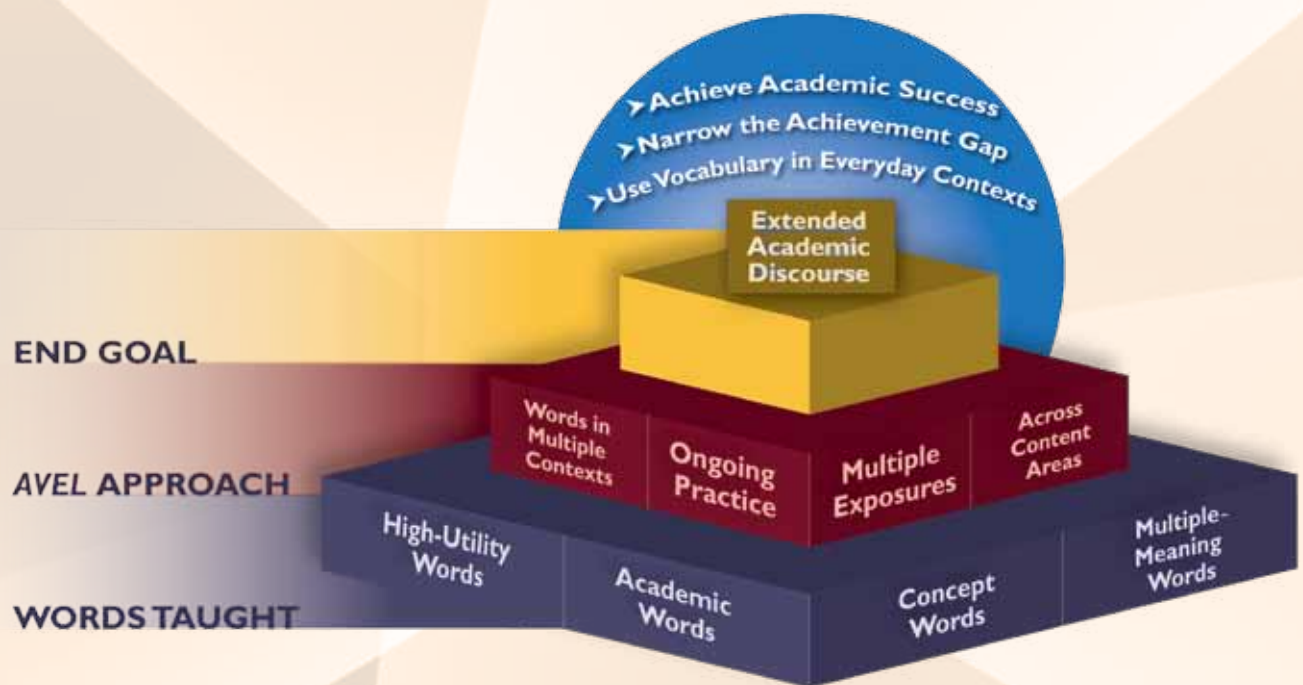 ➤Achieve Academic Success
➤Narrow the Achievement Gap
➤Use Vocabulary in Everyday Contexts
Extended
Academic
Discourse
END GOAL
Words in
Multiple
Contexts
Ongoing
Practice
Multiple
Exposures
Across
Content
Areas
AVEL APPROACH
High-Utility
Words
Academic
Words
Concept
Words
Multiple-
Meaning
Words
WORDS TAUGHT